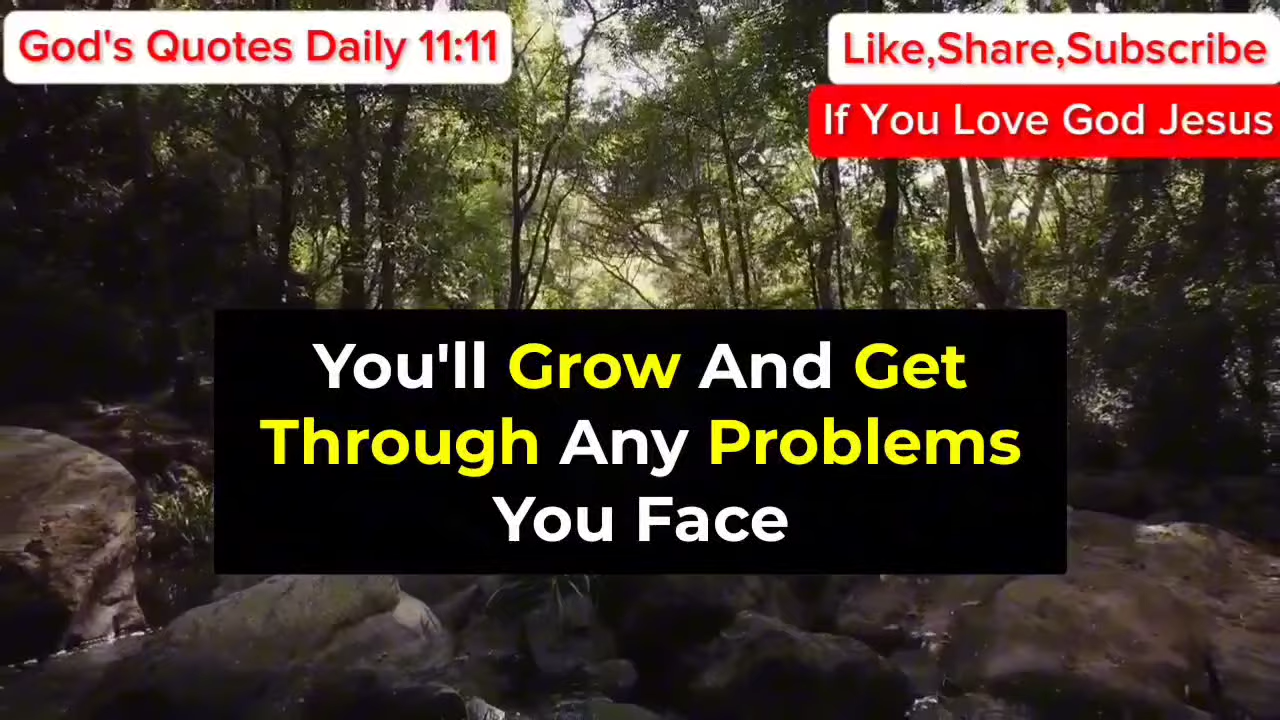 God's Quotes Daily 11:11
Like,Share,Subscribe
If You Love God Jesus
You'll Grow And Get
Through Any Problems
You Face